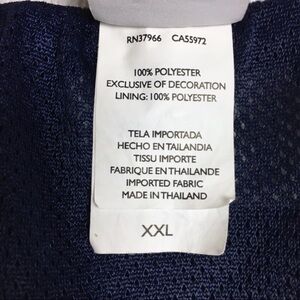 RN37966 CA55972
100% POLYESTER
EXCLUSIVE OF DECORATION
LINING: 100% POLYESTER
TELA IMPORTADA
HECHO EN TAILANDIA
TISSU IMPORTE
FABRIQUE EN THAILANDE
IMPORTED FABRIC
MADE IN THAILAND
XXL